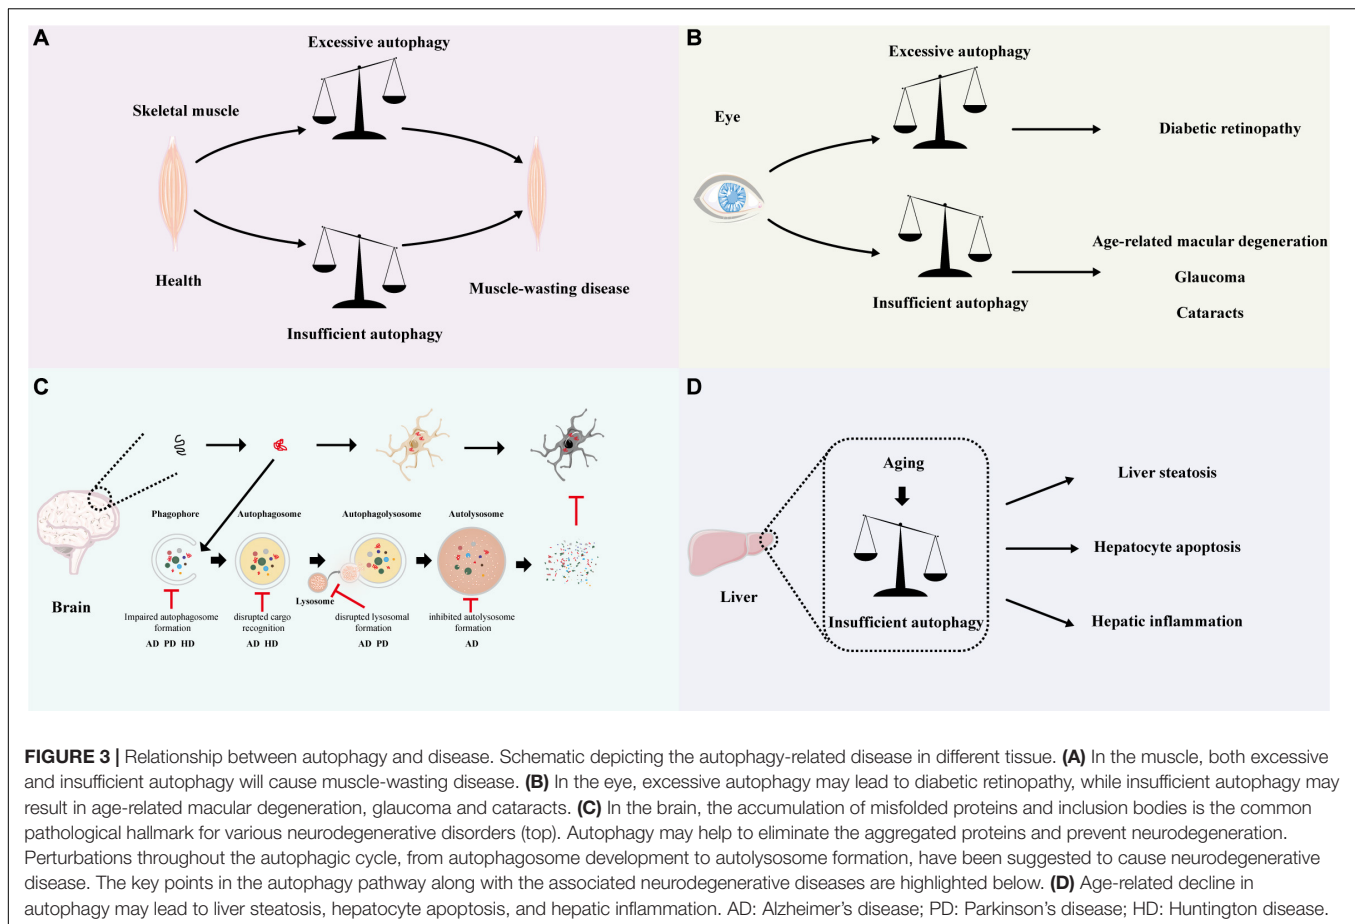 A
Excessive autophagy
Skeletal muscle
Health
Muscle-wasting disease
Insufficient autophagy
B
Excessive autophagy
Eye
Diabetic retinopathy
Age-related macular degeneration
Glaucoma
Insufficient autophagy
Cataracts
C
Phagophore
Autophagosome
Autophagolysosome
Autolysosome
Brain
Lysosome
Impaired autophagosome
formation
AD PD HD
disrupted cargo
recognition
AD HD
disrupted lysosomal
formation
AD PD
inhibited autolysosome
formation
AD
D
Aging
Liver steatosis
Hepatocyte apoptosis
Liver
Insufficient autophagy
Hepatic inflammation
FIGURE 3 | Relationship between autophagy and disease. Schematic depicting the autophagy-related disease in different tissue. (A) In the muscle, both excessive
and insufficient autophagy will cause muscle-wasting disease. (B) In the eye, excessive autophagy may lead to diabetic retinopathy, while insufficient autophagy may
result in age-related macular degeneration, glaucoma and cataracts. (C) In the brain, the accumulation of misfolded proteins and inclusion bodies is the common
pathological hallmark for various neurodegenerative disorders (top). Autophagy may help to eliminate the aggregated proteins and prevent neurodegeneration.
Perturbations throughout the autophagic cycle, from autophagosome development to autolysosome formation, have been suggested to cause neurodegenerative
disease. The key points in the autophagy pathway along with the associated neurodegenerative diseases are highlighted below. (D) Age-related decline in
autophagy may lead to liver steatosis, hepatocyte apoptosis, and hepatic inflammation. AD: Alzheimer's disease; PD: Parkinson's disease; HD: Huntington disease.